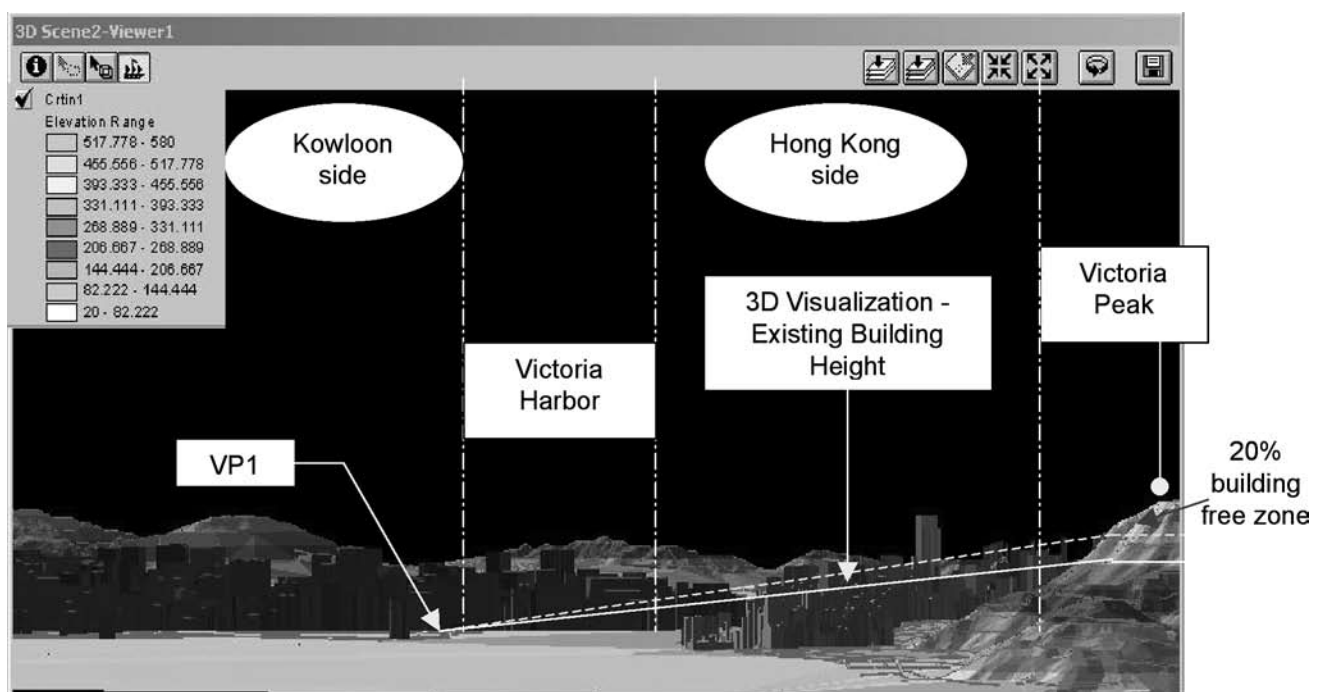 3D Scene2-Viewer1
Crtin1
Elevation Range
517.778 - 580
455.556 - 517.778
393.333 - 455.556
331.111 - 393.333
268.889 - 331.111
206.667 - 268.889
144.444 - 206.667
82.222 - 144.444
20 - 82.222
Kowloon
side
Hong Kong
side
Victoria
Peak
3D Visualization -
Existing Building
Height
Victoria
Harbor
VP1
20%
building
free zone